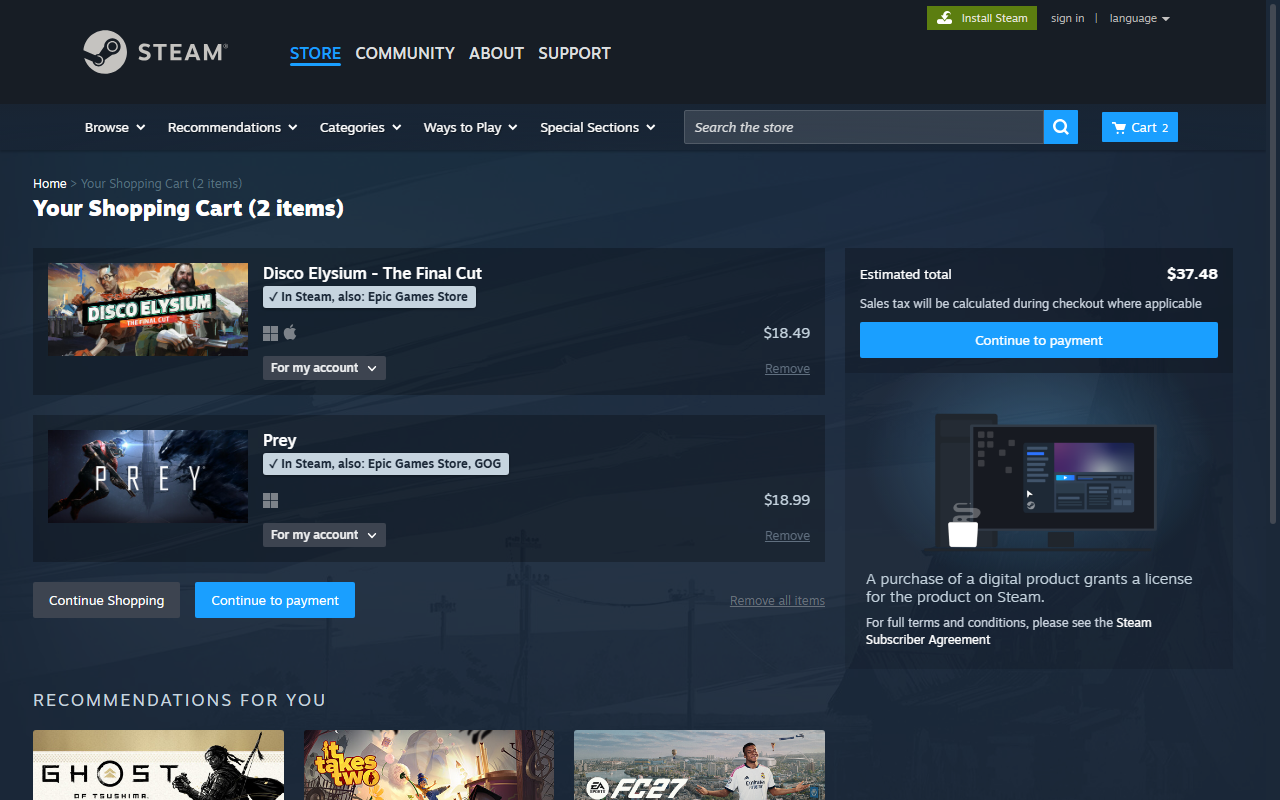 Install Steam
sign in | language
STEAM®
STORE COMMUNITY ABOUT SUPPORT
Browse Recommendations Categories Ways to Play Special Sections
Search the store
Cart 2
Home > Your Shopping Cart (2 items)
Your Shopping Cart (2 items)
DISCO ELYSIUM
THE FINAL CUT
Disco Elysium - The Final Cut
✓ In Steam, also: Epic Games Store
$18.49
For my account
Remove
PREY
Prey
✓ In Steam, also: Epic Games Store, GOG
$18.99
For my account
Remove
Continue Shopping
Continue to payment
Remove all items
Estimated total
$37.48
Sales tax will be calculated during checkout where applicable
Continue to payment
A purchase of a digital product grants a license
for the product on Steam.
For full terms and conditions, please see the Steam
Subscriber Agreement
RECOMMENDATIONS FOR YOU
GHOST
OF TSUSHIMA
it
takes
TWO
EA
SPORTS
FC27